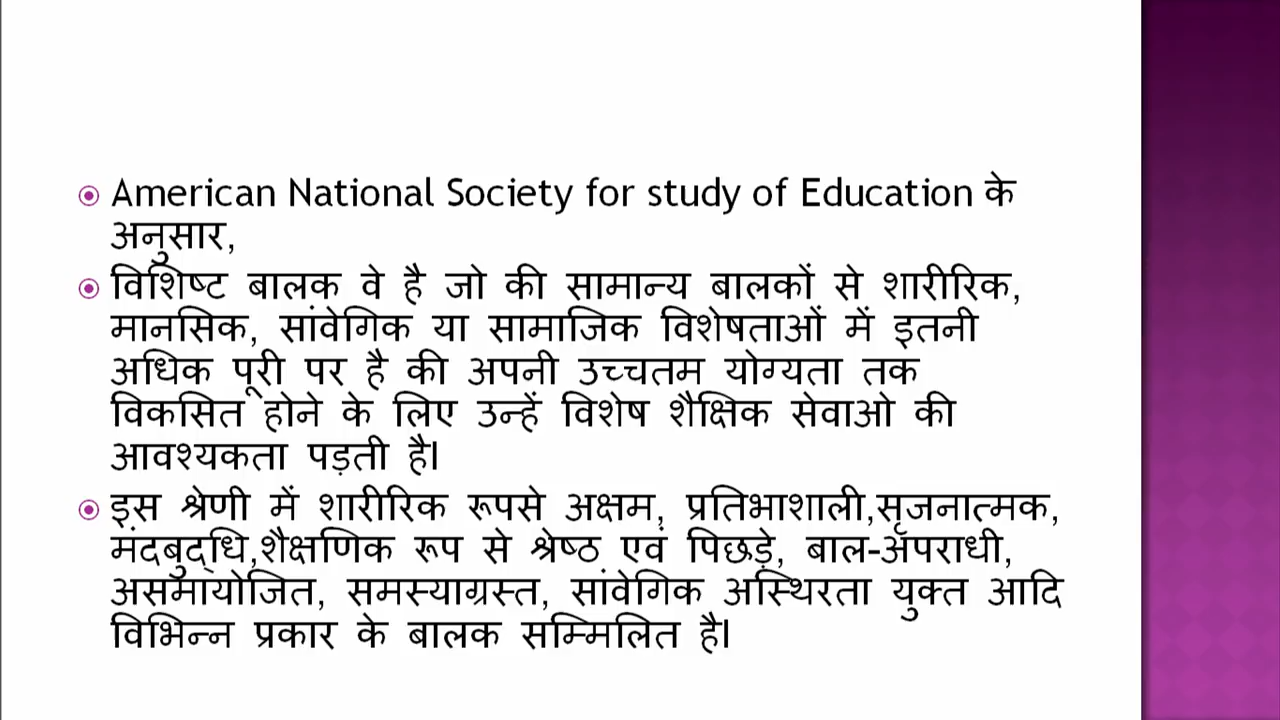 American National Society for study of Education के
अनुसार,
विशिष्ट बालक वे है जो की सामान्य बालकों से शारीरिक,
मानसिक, सांवेगिक या सामाजिक विशेषताओं में इतनी
अधिक पूरी पर है की अपनी उच्चतम योग्यता तक
विकसित होने के लिए उन्हें विशेष शैक्षिक सेवाओ की
आवश्यकता पड़ती है।
इस श्रेणी में शारीरिक रूपसे अक्षम, प्रतिभाशाली,सृजनात्मक,
मंदबुद्धि,शैक्षणिक रूप से श्रेष्ठ एवं पिछड़े, बाल-अपराधी,
असमायोजित, समस्याग्रस्त, सांवेगिक अस्थिरता युक्त आदि
विभिन्न प्रकार के बालक सम्मिलित है।